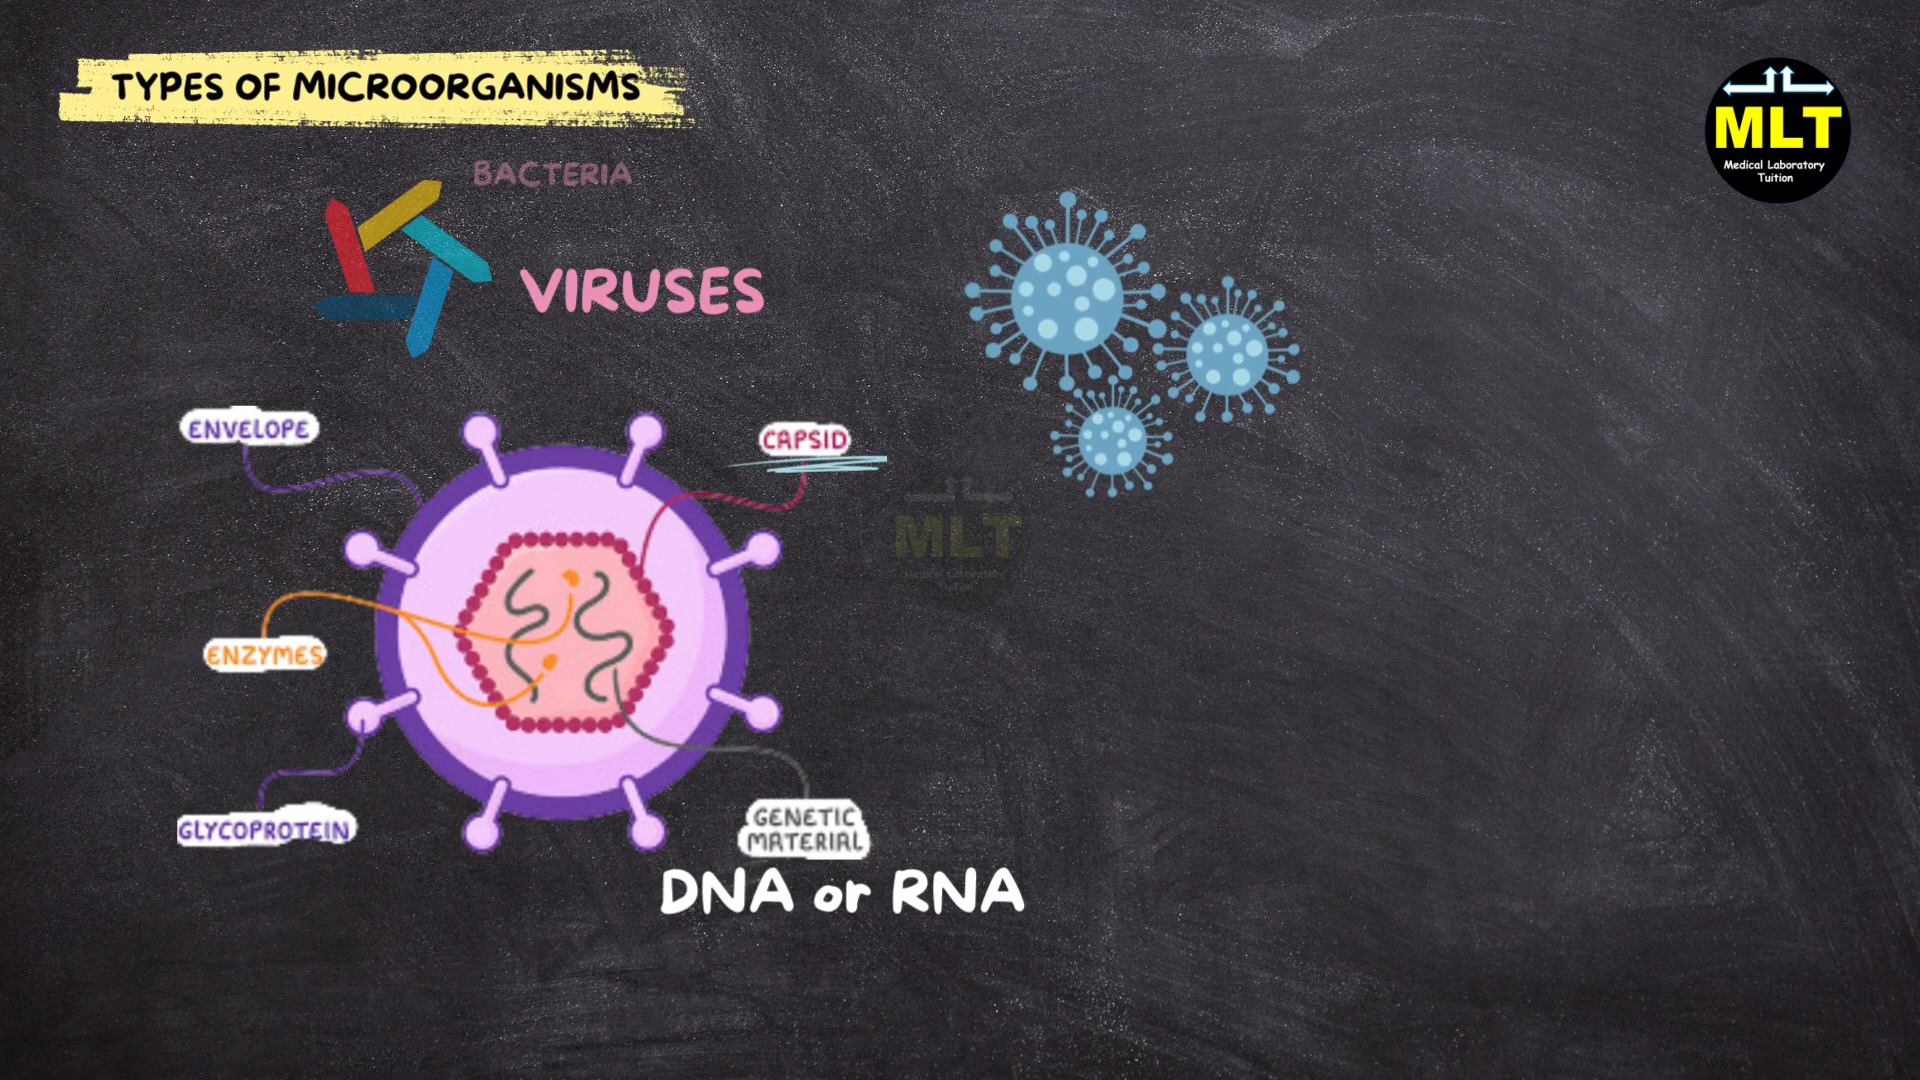 TYPES OF MICROORGANISMS
MLT
Medical Laboratory
Tuition
BACTERIA
VIRUSES
ENVELOPE
CAPSID
MLT
ENZYMES
GLYCOPROTEIN
GENETIC
MATERIAL
DNA or RNA